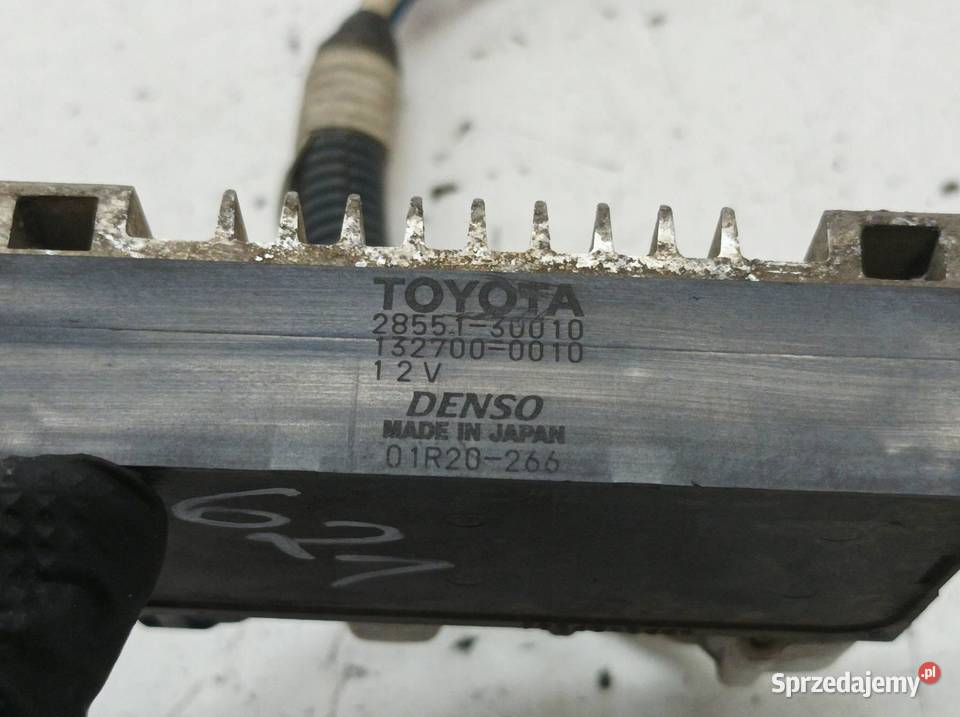 TOYOTA
28551-30010
132700-0010
12V
DENSO
MADE IN JAPAN
01R20-266
627
Sprzedajemy.pl